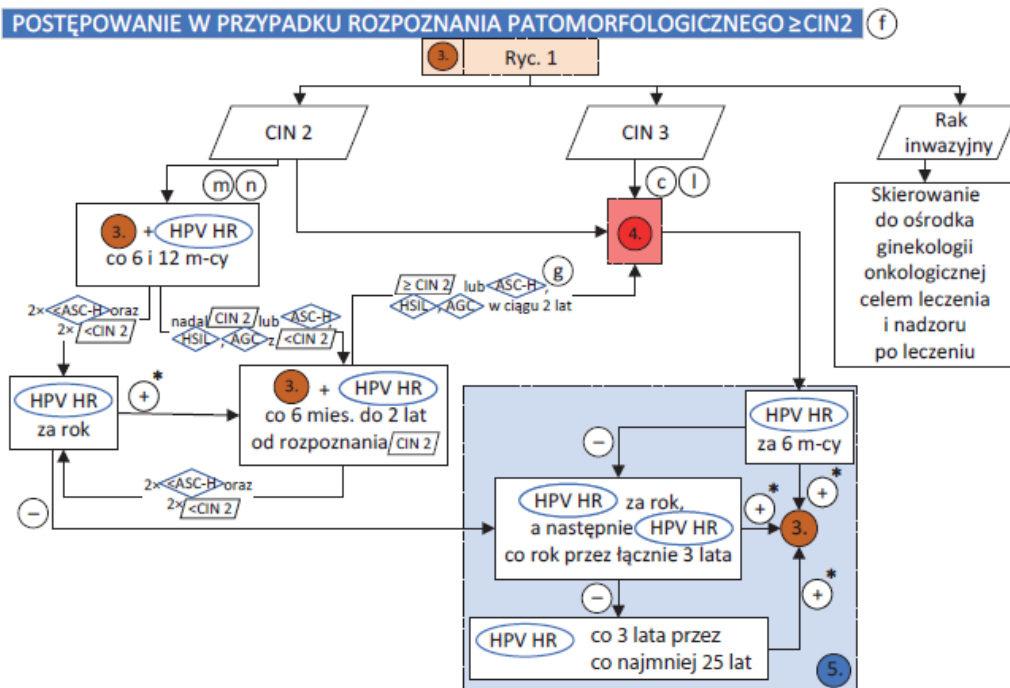 POSTĘPOWANIE W PRZYPADKU ROZPOZNANIA PATOMORFOLOGICZNEGO ≥CIN2 f
3. Ryc. 1
CIN 2
CIN 3
Rak
inwazyjny
m n
c l
3. + HPV HR
co 6 i 12 m-cy
4.
Skierowanie
do ośrodka
ginekologii
onkologicznej
celem leczenia
i nadzoru
po leczeniu
2× ≤ASC-H oraz
2× <CIN 2
nadal CIN 2 lub ASC-H,
HSIL, AGC z <CIN 2
g
≥ CIN 2 lub ASC-H,
HSIL, AGC w ciągu 2 lat
HPV HR
za rok
+*
3. + HPV HR
co 6 mies. do 2 lat
od rozpoznania CIN 2
2× ≤ASC-H oraz
2× <CIN 2
−
HPV HR
za 6 m-cy
−
+*
HPV HR za rok,
a następnie HPV HR
co rok przez łącznie 3 lata
+*
3.
−
+*
HPV HR co 3 lata przez
co najmniej 25 lat
5.